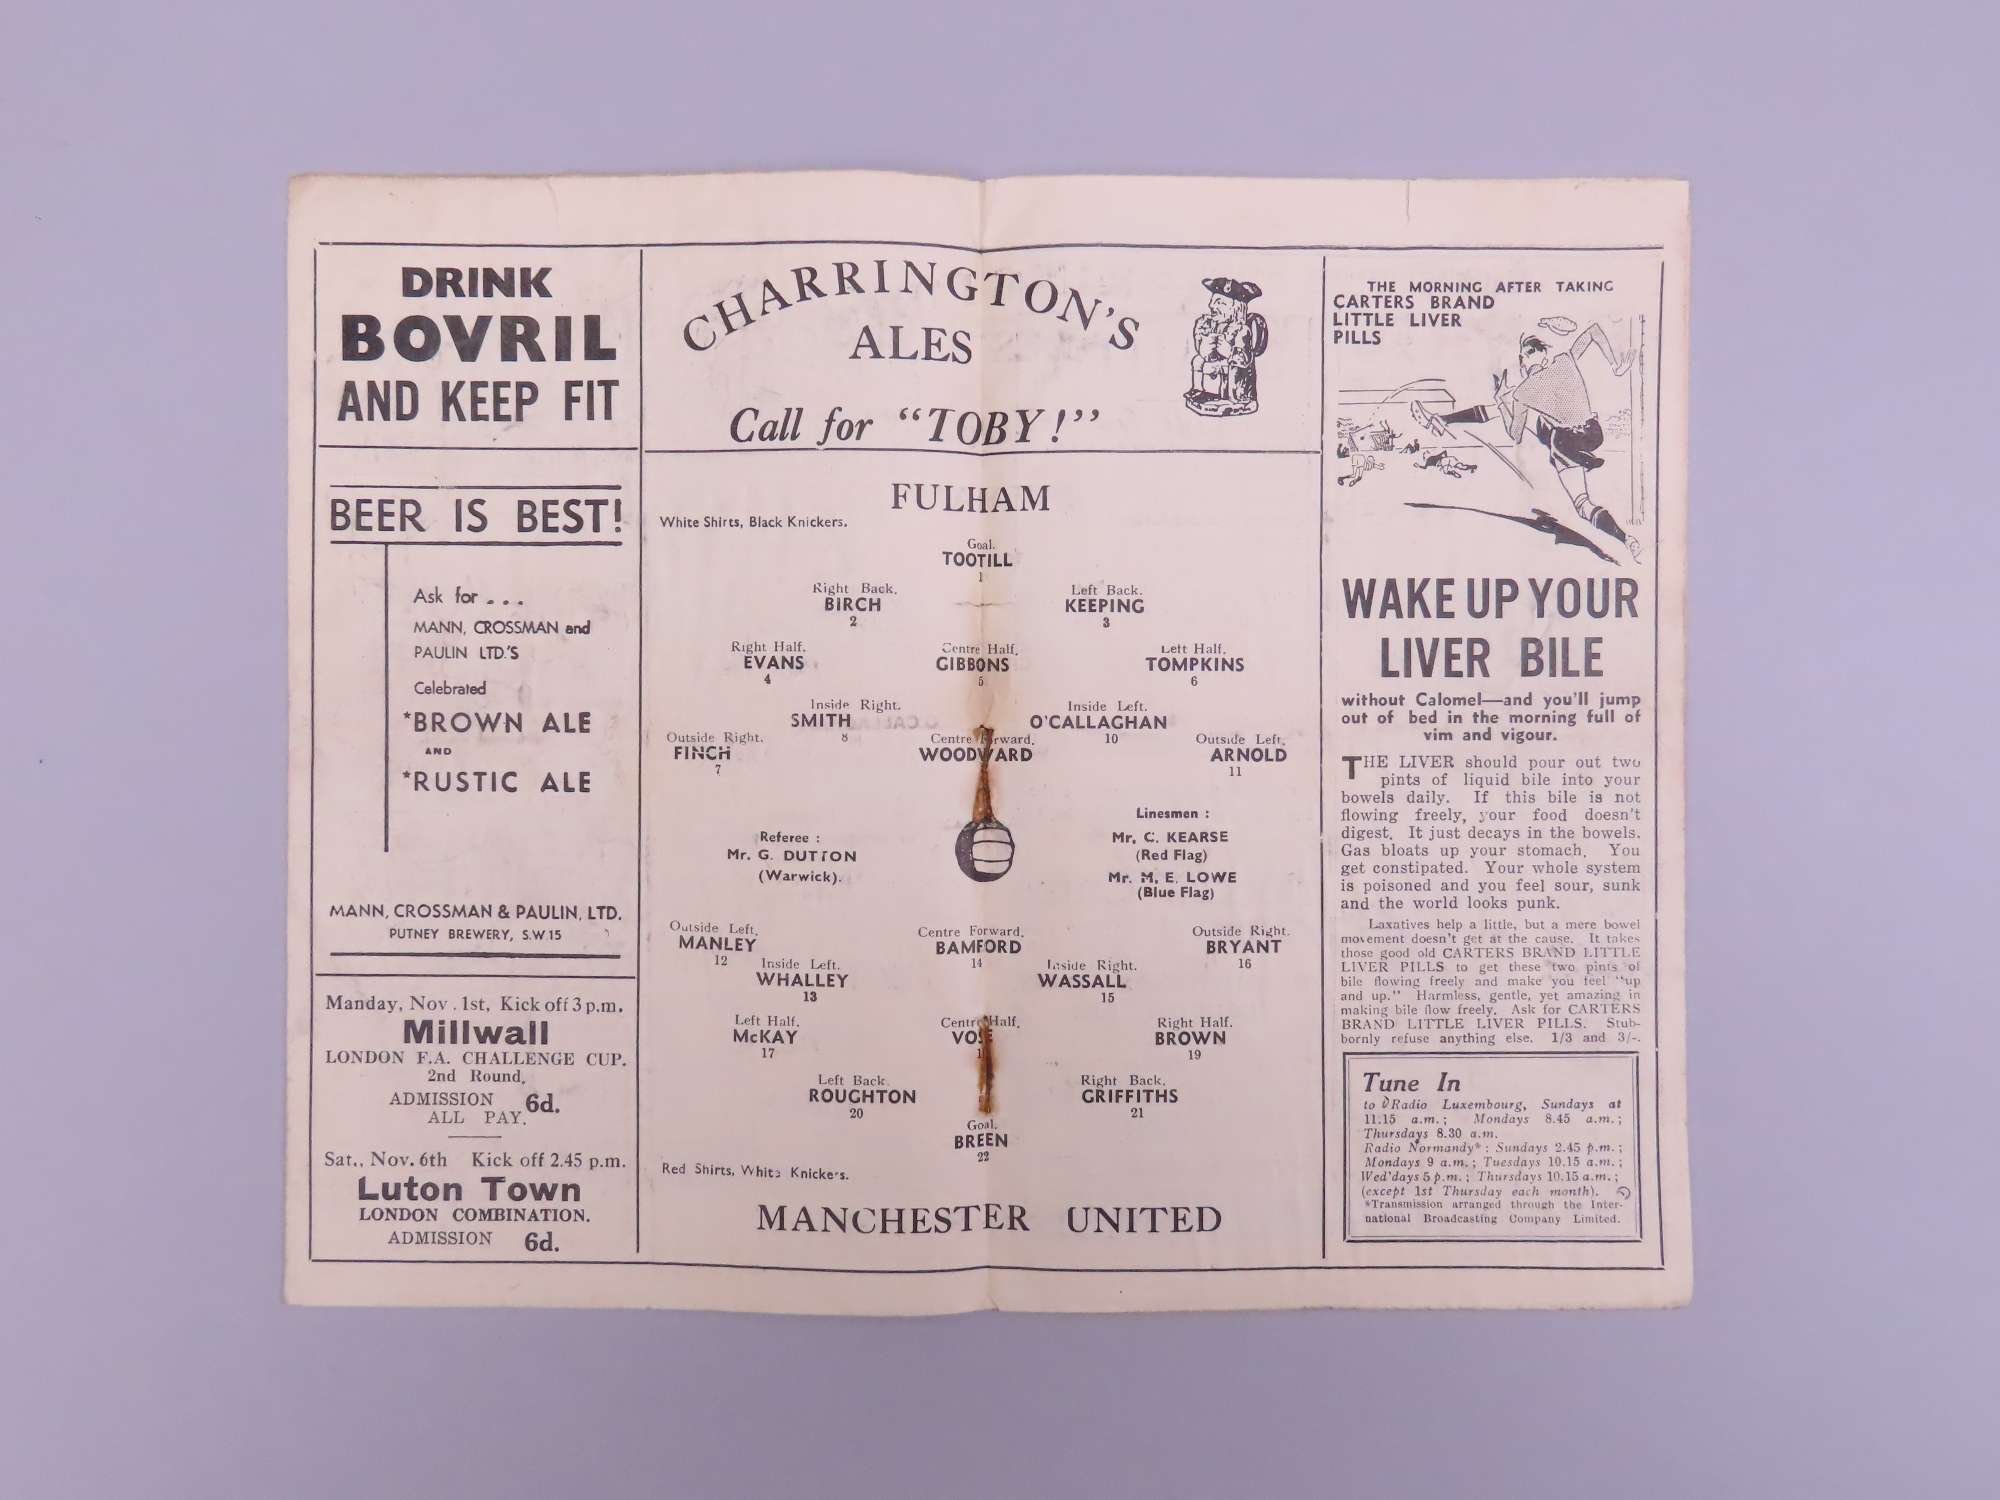 DRINK
BOVRIL
AND KEEP FIT
BEER IS BEST!
Ask for . . .
MANN, CROSSMAN and
PAULIN LTD.'S
Celebrated
*BROWN ALE
AND
*RUSTIC ALE
MANN, CROSSMAN & PAULIN, LTD.
PUTNEY BREWERY, S.W.15
Manday, Nov. 1st, Kick off 3 p.m.
Millwall
LONDON F.A. CHALLENGE CUP.
2nd Round,
ADMISSION 6d.
ALL PAY.
Sat., Nov. 6th Kick off 2.45 p.m.
Luton Town
LONDON COMBINATION.
ADMISSION 6d.
CHARRINGTON'S
ALES
Call for "TOBY!"
FULHAM
White Shirts, Black Knickers.
Goal.
TOOTILL
1
Right Back. Left Back.
BIRCH KEEPING
2 3
Right Half. Centre Half. Left Half.
EVANS GIBBONS TOMPKINS
4 5 6
Inside Right. Inside Left.
SMITH O'CALLAGHAN
8 10
Outside Right. Centre Forward. Outside Left.
FINCH WOODWARD ARNOLD
7 11
Referee :
Mr. G. DUTTON
(Warwick).
Linesmen :
Mr. C. KEARSE
(Red Flag)
Mr. M. E. LOWE
(Blue Flag)
Outside Left. Centre Forward. Outside Right.
MANLEY BAMFORD BRYANT
12 14 16
Inside Left. Inside Right.
WHALLEY WASSALL
13 15
Left Half. Centre Half. Right Half.
McKAY VOSE BROWN
17 19
Left Back. Right Back.
ROUGHTON GRIFFITHS
20 21
Goal.
BREEN
22
Red Shirts, White Knickers.
MANCHESTER UNITED
THE MORNING AFTER TAKING
CARTERS BRAND
LITTLE LIVER
PILLS
WAKE UP YOUR
LIVER BILE
without Calomel—and you'll jump
out of bed in the morning full of
vim and vigour.
THE LIVER should pour out two
pints of liquid bile into your
bowels daily. If this bile is not
flowing freely, your food doesn't
digest. It just decays in the bowels.
Gas bloats up your stomach. You
get constipated. Your whole system
is poisoned and you feel sour, sunk
and the world looks punk.
Laxatives help a little, but a mere bowel
movement doesn't get at the cause. It takes
those good old CARTERS BRAND LITTLE
LIVER PILLS to get these two pints of
bile flowing freely and make you feel "up
and up." Harmless, gentle, yet amazing in
making bile flow freely. Ask for CARTERS
BRAND LITTLE LIVER PILLS. Stub-
bornly refuse anything else. 1/3 and 3/-.
Tune In
to Radio Luxembourg, Sundays at
11.15 a.m.; Mondays 8.45 a.m.;
Thursdays 8.30 a.m.
Radio Normandy*: Sundays 2.45 p.m.;
Mondays 9 a.m.; Tuesdays 10.15 a.m.;
Wed'days 5 p.m.; Thursdays 10.15 a.m.;
(except 1st Thursday each month).
*Transmission arranged through the Inter-
national Broadcasting Company Limited.